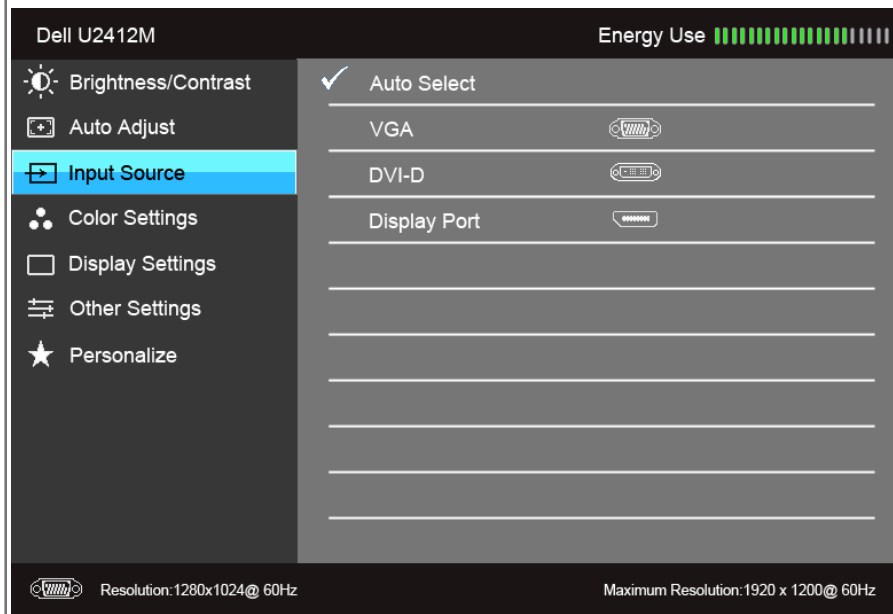 Dell U2412M
Energy Use
Brightness/Contrast
Auto Adjust
Input Source
Color Settings
Display Settings
Other Settings
Personalize
Auto Select
VGA
DVI-D
Display Port
Resolution:1280x1024@ 60Hz
Maximum Resolution:1920 x 1200@ 60Hz